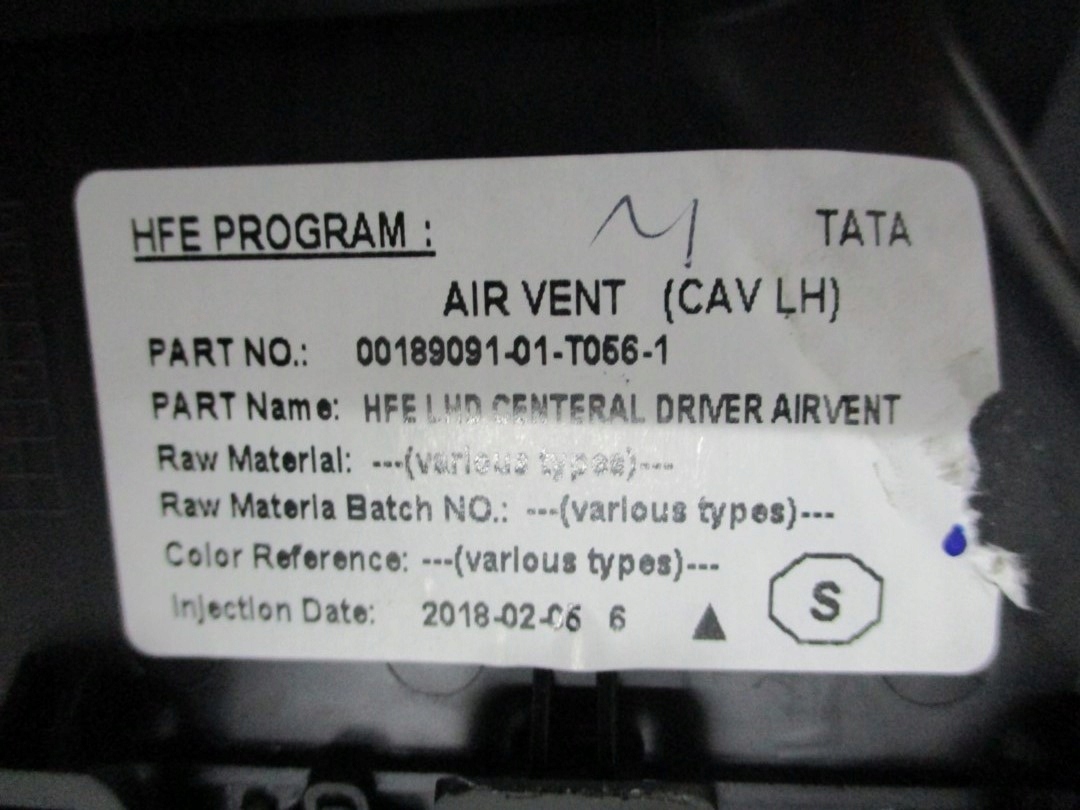 HFE PROGRAM : TATA
AIR VENT (CAV LH)
PART NO.: 00189091-01-T056-1
PART Name: HFE LHD CENTERAL DRIVER AIRVENT
Raw Material: ---(various types)---
Raw Materia Batch NO.: ---(various types)---
Color Reference: ---(various types)---
Injection Date: 2018-02-05 6
S